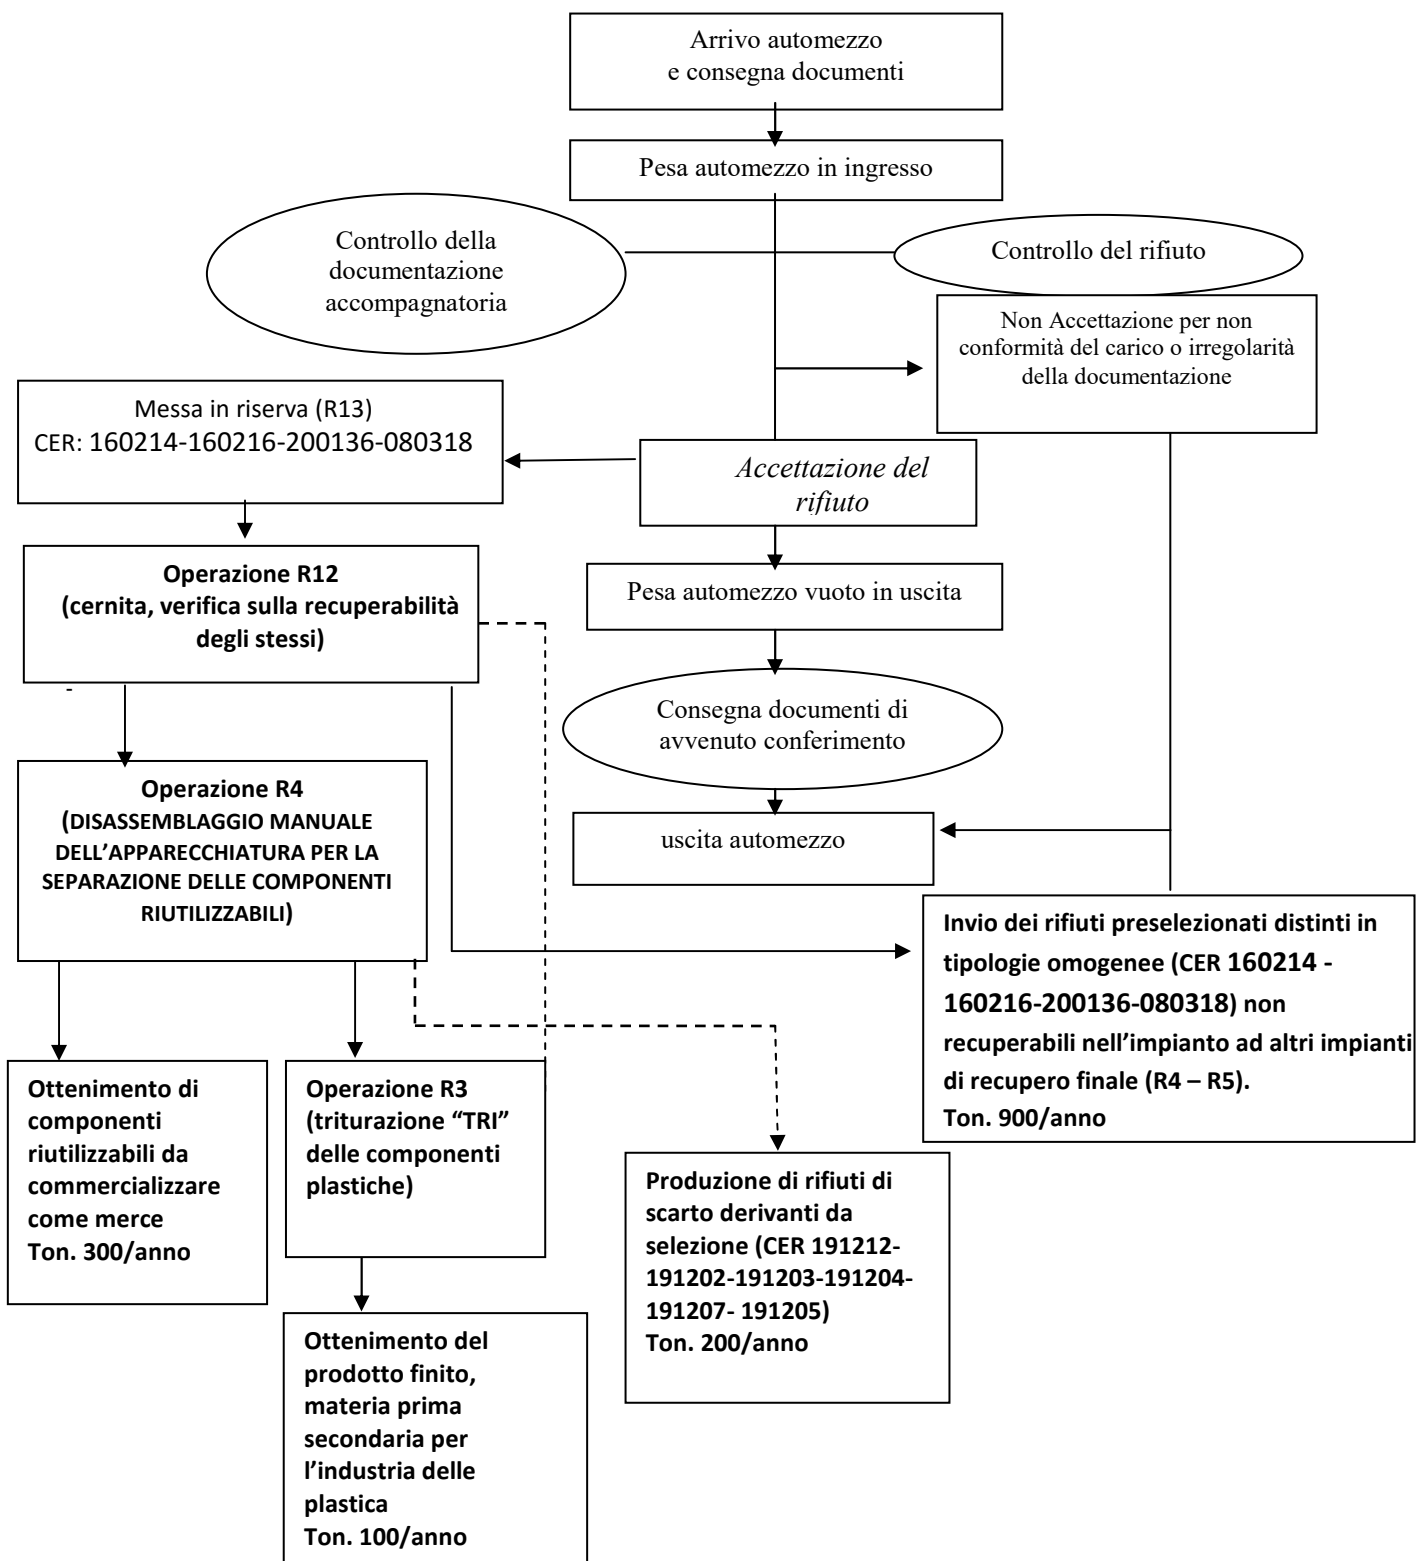 Arrivo automezzo
e consegna documenti
Pesa automezzo in ingresso
Controllo della
documentazione
accompagnatoria
Controllo del rifiuto
Non Accettazione per non
conformità del carico o irregolarità
della documentazione
Messa in riserva (R13)
CER: 160214-160216-200136-080318
Accettazione del
rifiuto
Operazione R12
(cernita, verifica sulla recuperabilità
degli stessi)
-
Pesa automezzo vuoto in uscita
Consegna documenti di
avvenuto conferimento
uscita automezzo
Operazione R4
(DISASSEMBLAGGIO MANUALE
DELL’APPARECCHIATURA PER LA
SEPARAZIONE DELLE COMPONENTI
RIUTILIZZABILI)
Invio dei rifiuti preselezionati distinti in
tipologie omogenee (CER 160214 -
160216-200136-080318) non
recuperabili nell’impianto ad altri impianti
di recupero finale (R4 – R5).
Ton. 900/anno
Ottenimento di
componenti
riutilizzabili da
commercializzare
come merce
Ton. 300/anno
Operazione R3
(triturazione “TRI”
delle componenti
plastiche)
Produzione di rifiuti di
scarto derivanti da
selezione (CER 191212-
191202-191203-191204-
191207- 191205)
Ton. 200/anno
Ottenimento del
prodotto finito,
materia prima
secondaria per
l’industria delle
plastica
Ton. 100/anno